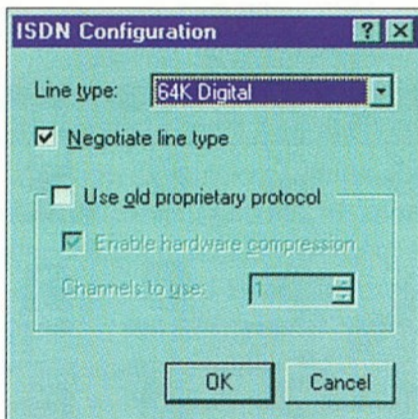 ISDN Configuration
Line type: 64K Digital
Negotiate line type
Use old proprietary protocol
Enable hardware compression
Channels to use: 1
OK Cancel